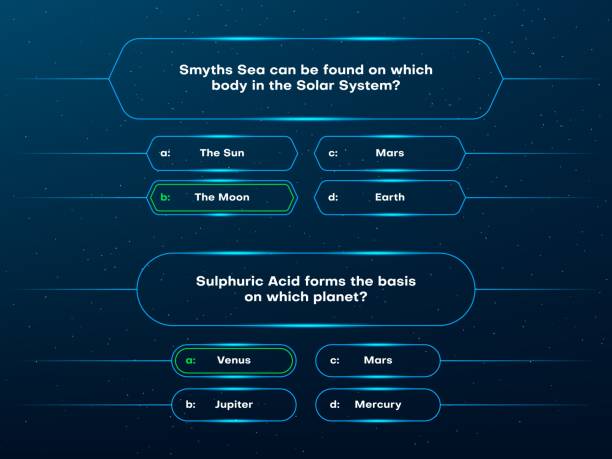 Smyths Sea can be found on which
body in the Solar System?
a: The Sun
c: Mars
b: The Moon
d: Earth
Sulphuric Acid forms the basis
on which planet?
a: Venus
c: Mars
b: Jupiter
d: Mercury